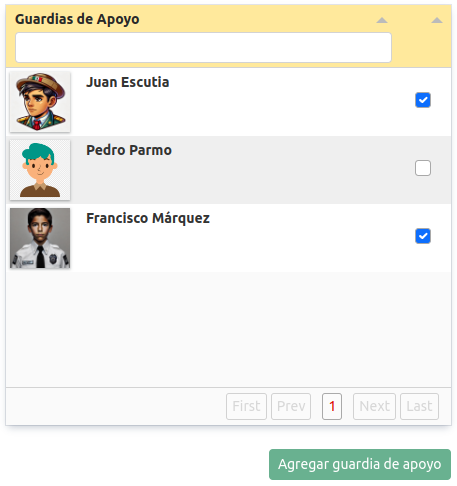 Guardias de Apoyo
Juan Escutia
Pedro Parmo
Francisco Márquez
First Prev 1 Next Last
Agregar guardia de apoyo